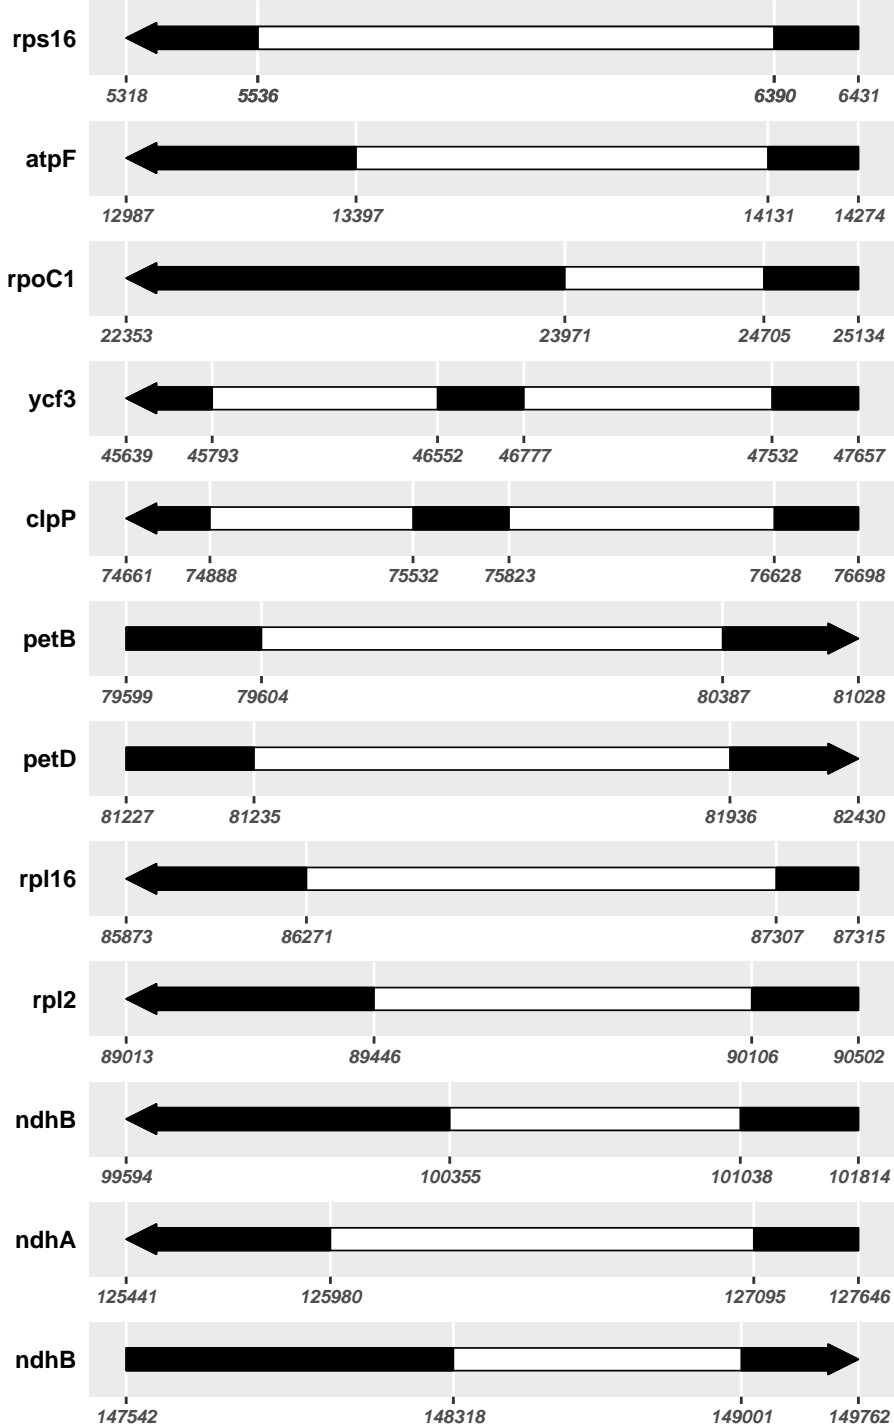 rps16
5318 5536 6390 6431
atpF
12987 13397 14131 14274
rpoC1
22353 23971 24705 25134
ycf3
45639 45793 46552 46777 47532 47657
clpP
74661 74888 75532 75823 76628 76698
petB
79599 79604 80387 81028
petD
81227 81235 81936 82430
rpl16
85873 86271 87307 87315
rpl2
89013 89446 90106 90502
ndhB
99594 100355 101038 101814
ndhA
125441 125980 127095 127646
ndhB
147542 148318 149001 149762